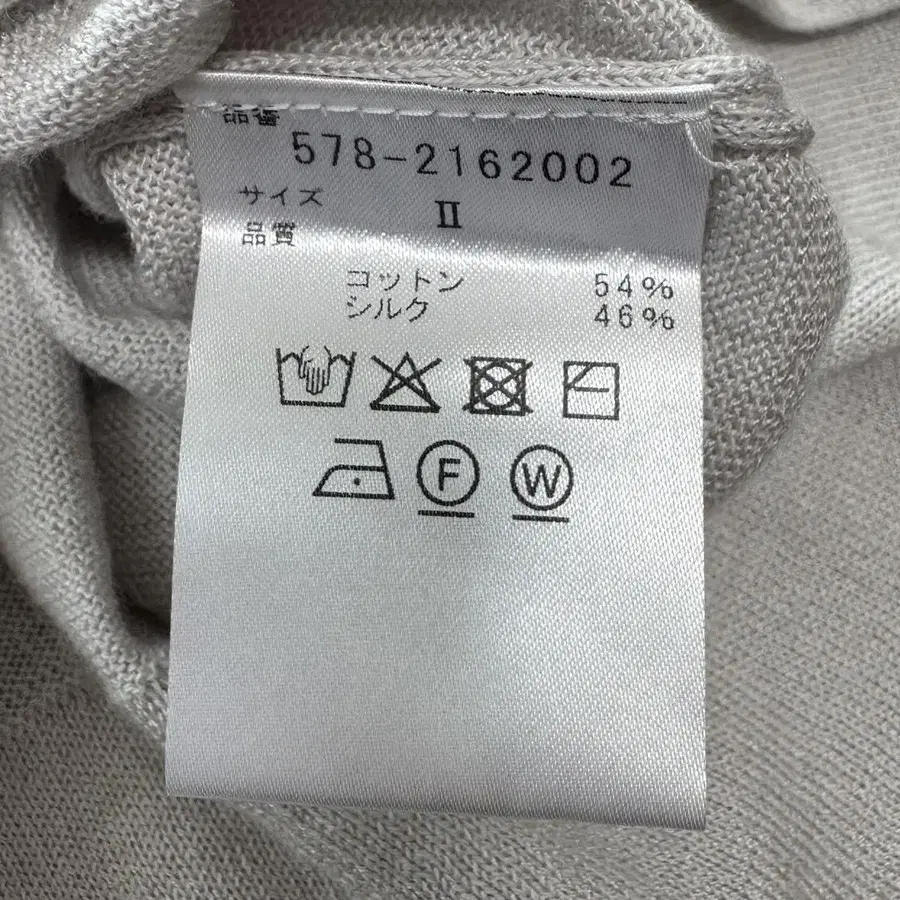 品番
578-2162002
サイズ
II
品質
コットン 54%
シルク 46%
F W